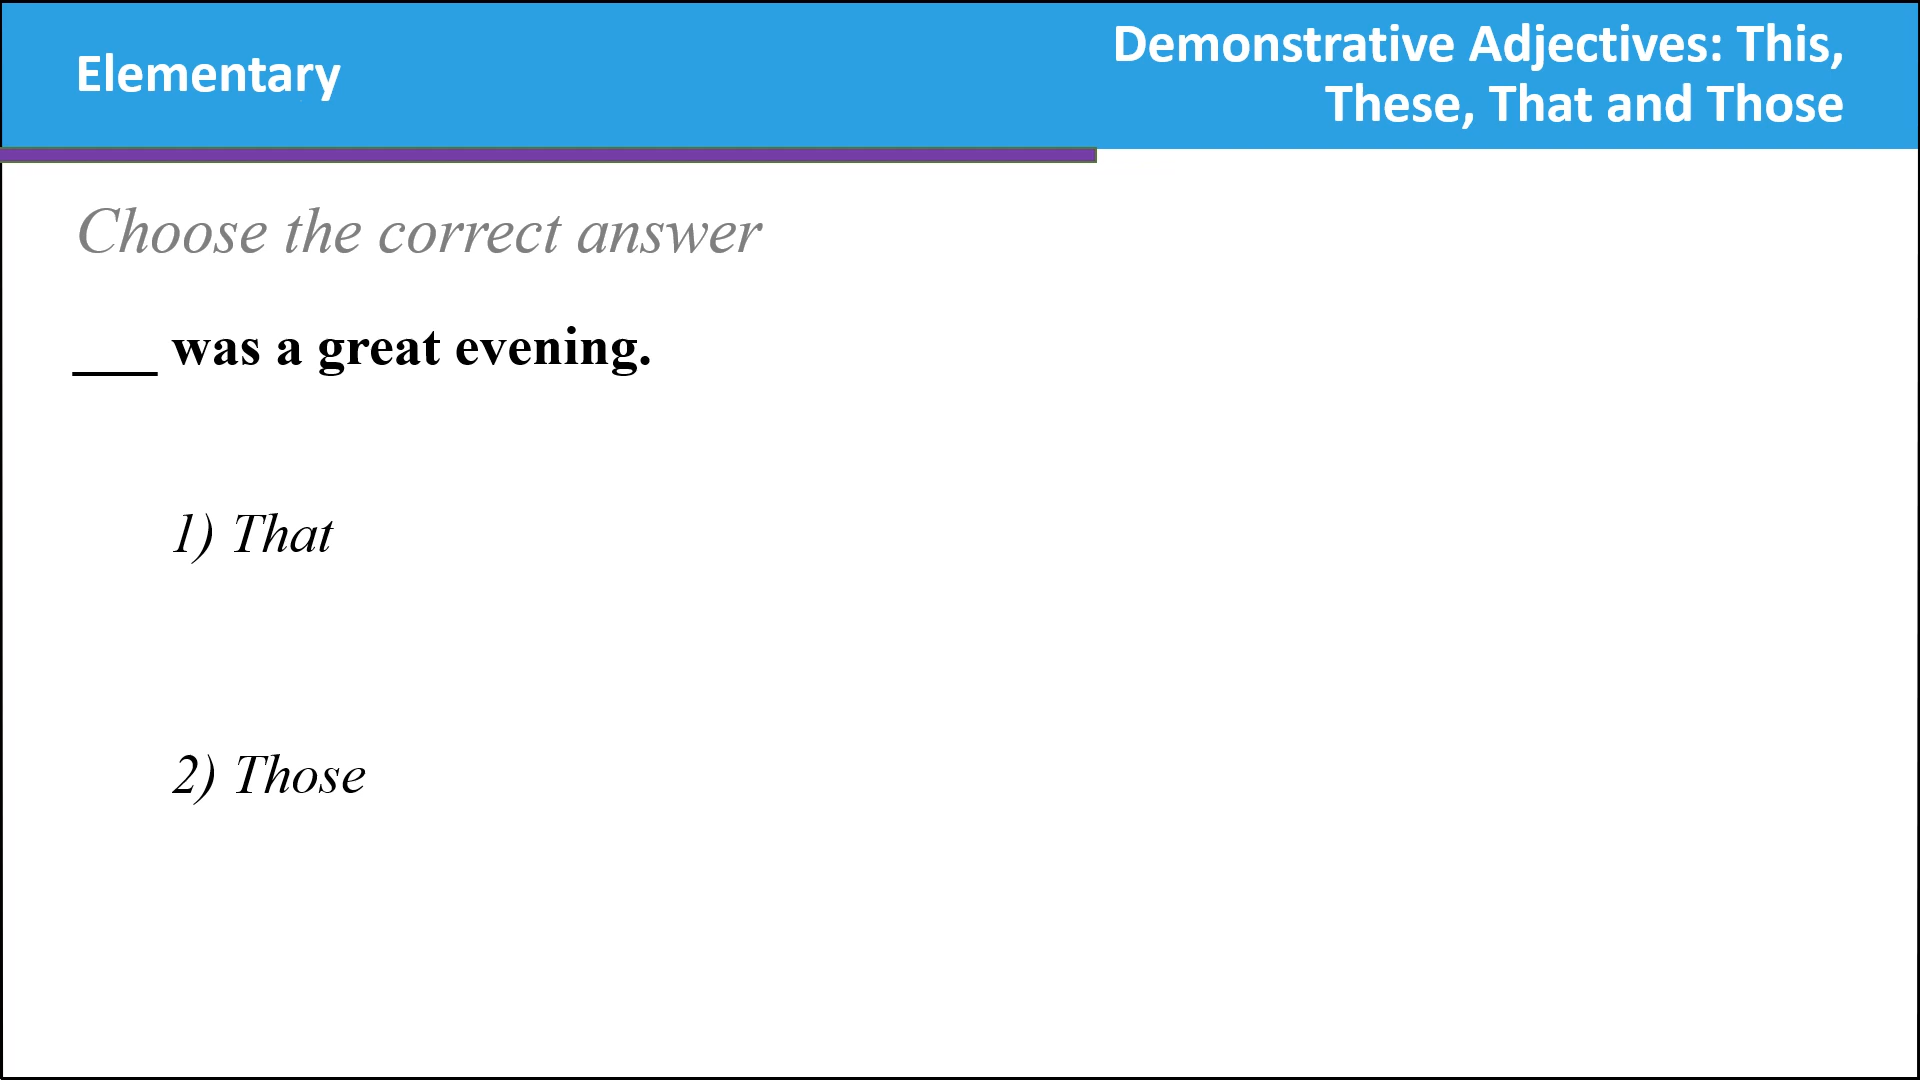 Elementary
Demonstrative Adjectives: This,
These, That and Those
Choose the correct answer
___ was a great evening.
1) That
2) Those